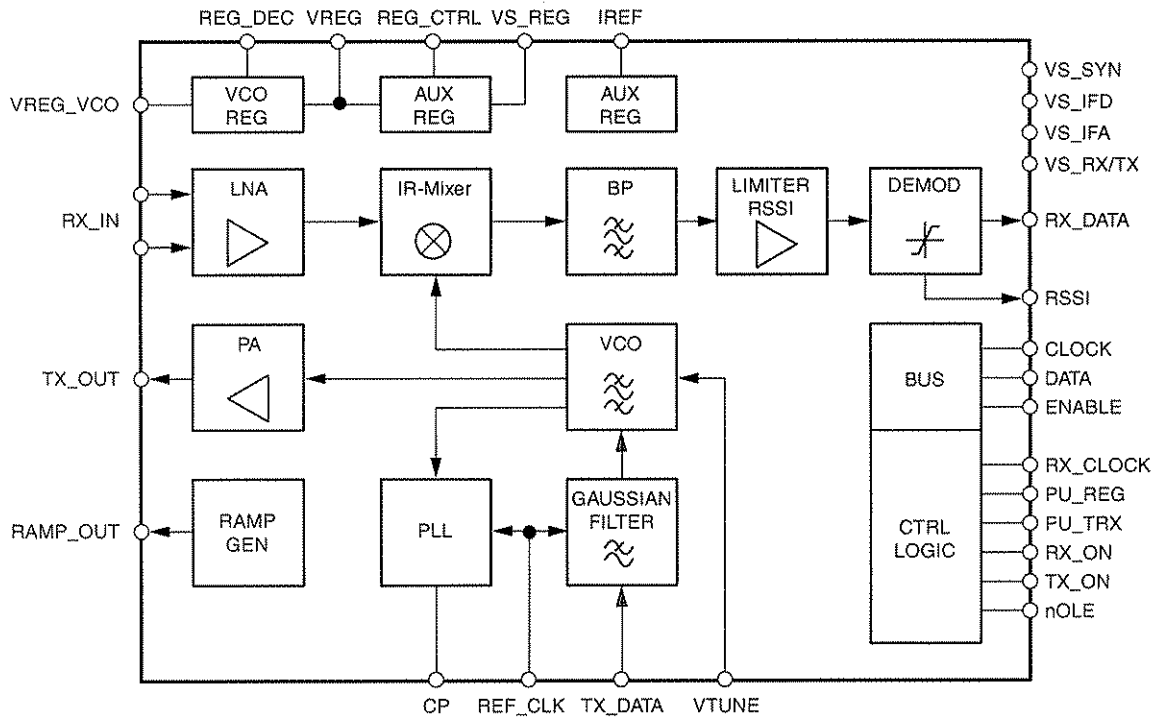 REG_DEC VREG REG_CTRL VS_REG IREF
VREG_VCO
VCO
REG
AUX
REG
AUX
REG
VS_SYN
VS_IFD
VS_IFA
VS_RX/TX
RX_IN
LNA
IR-Mixer
BP
LIMITER
RSSI
DEMOD
RX_DATA
RSSI
TX_OUT
PA
VCO
BUS
CLOCK
DATA
ENABLE
RAMP_OUT
RAMP
GEN
PLL
GAUSSIAN
FILTER
CTRL
LOGIC
RX_CLOCK
PU_REG
PU_TRX
RX_ON
TX_ON
nOLE
CP REF_CLK TX_DATA VTUNE